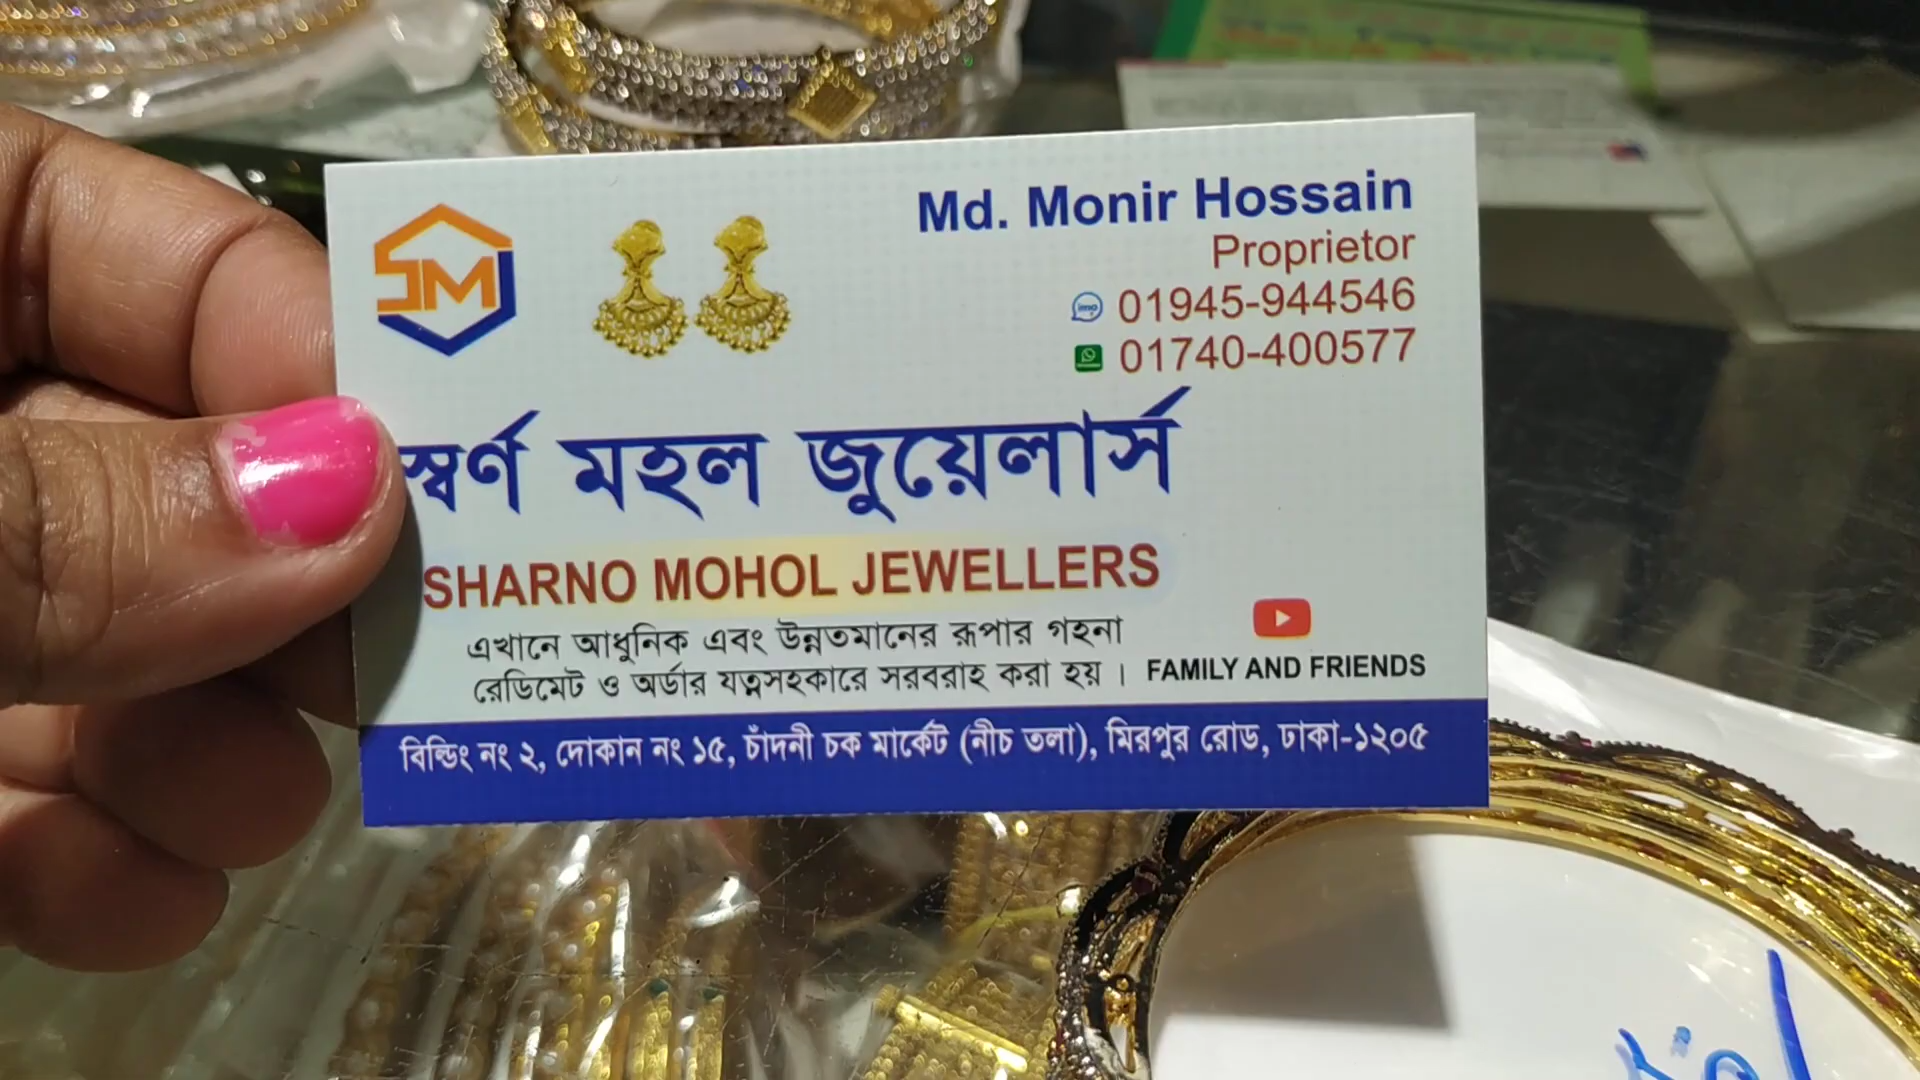 SM
Md. Monir Hossain
Proprietor
imo 01945-944546
01740-400577
স্বর্ণ মহল জুয়েলার্স
SHARNO MOHOL JEWELLERS
এখানে আধুনিক এবং উন্নতমানের রূপার গহনা
রেডিমেট ও অর্ডার যত্নসহকারে সরবরাহ করা হয়।
FAMILY AND FRIENDS
বিল্ডিং নং ২, দোকান নং ১৫, চাঁদনী চক মার্কেট (নীচ তলা), মিরপুর রোড, ঢাকা-১২০৫